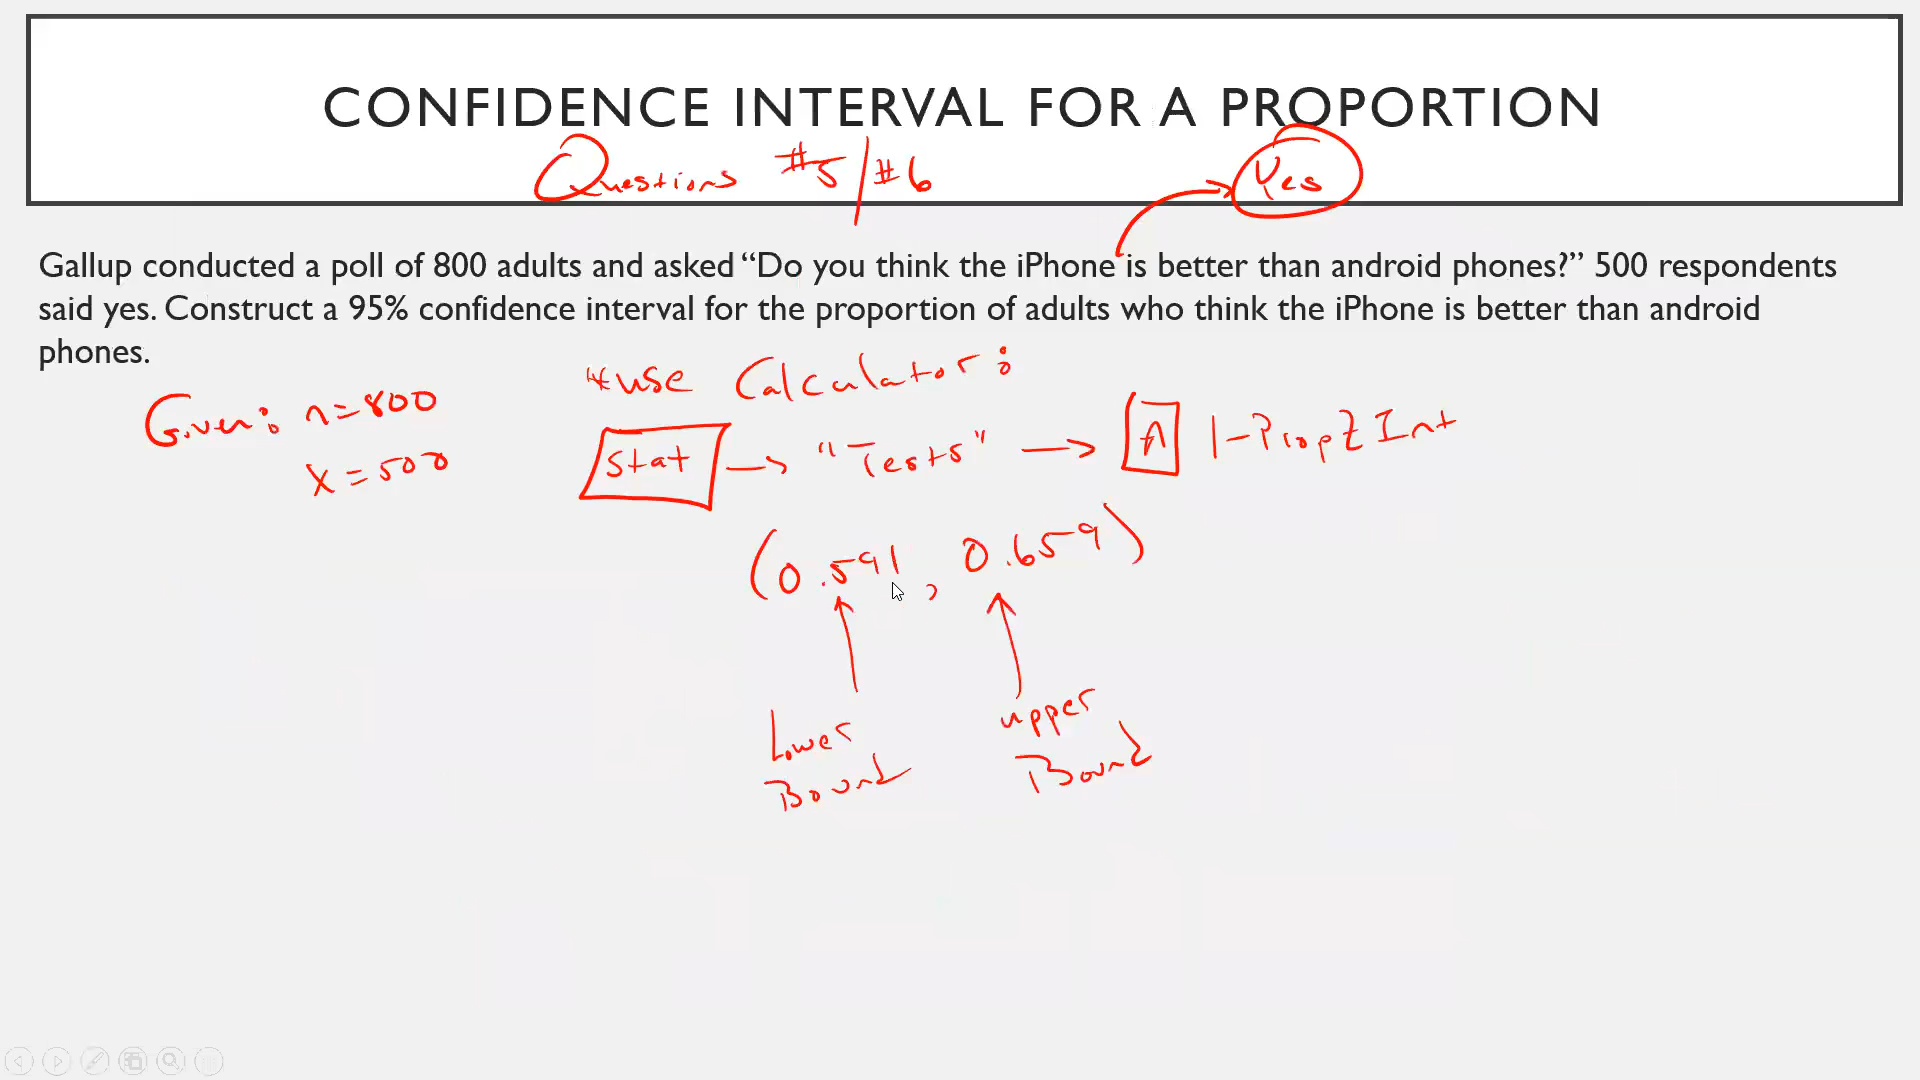 CONFIDENCE INTERVAL FOR A PROPORTION
Questions #5/#6
Yes
Gallup conducted a poll of 800 adults and asked “Do you think the iPhone is better than android phones?” 500 respondents
said yes. Construct a 95% confidence interval for the proportion of adults who think the iPhone is better than android
phones.
Given: n=800
x=500
*use Calculator:
Stat → "Tests" → A 1-PropZInt
(0.591, 0.659)
Lower
Bound
upper
Bound